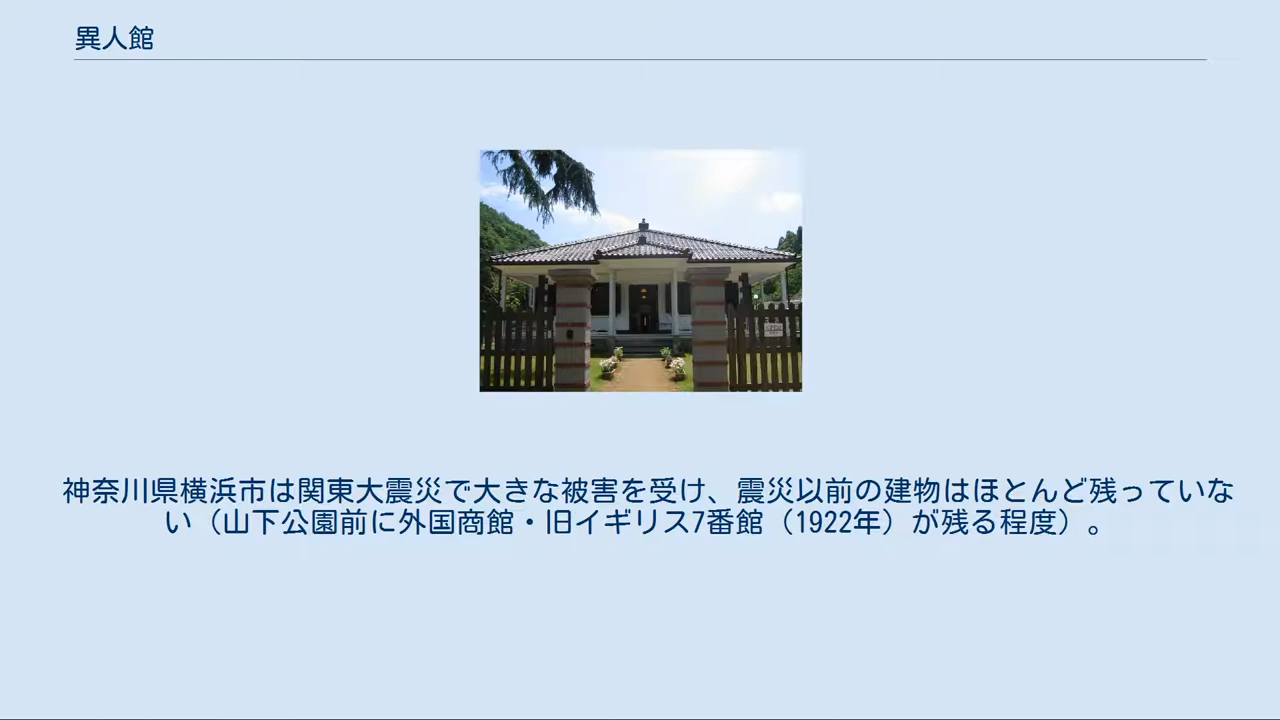 異人館
神奈川県横浜市は関東大震災で大きな被害を受け、震災以前の建物はほとんど残っていな
い（山下公園前に外国商館・旧イギリス7番館（1922年）が残る程度）。